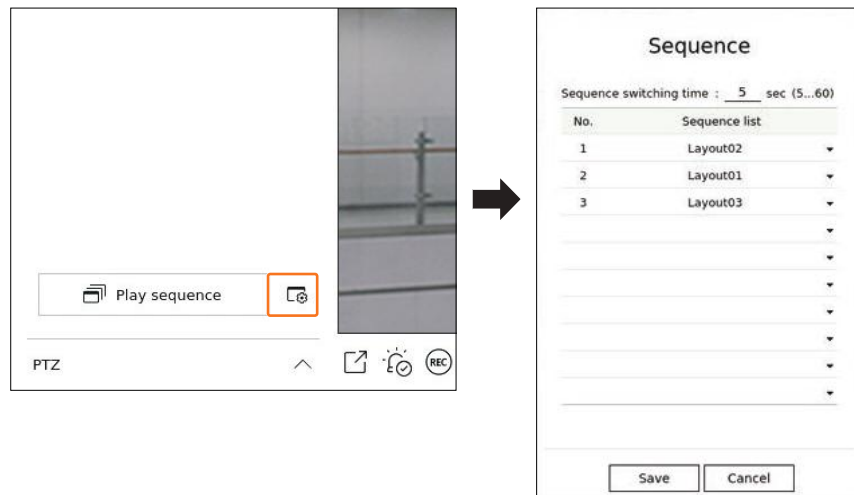 Play sequence
PTZ
REC
Sequence
Sequence switching time : 5 sec (5...60)
No. Sequence list
1 Layout02
2 Layout01
3 Layout03
Save Cancel